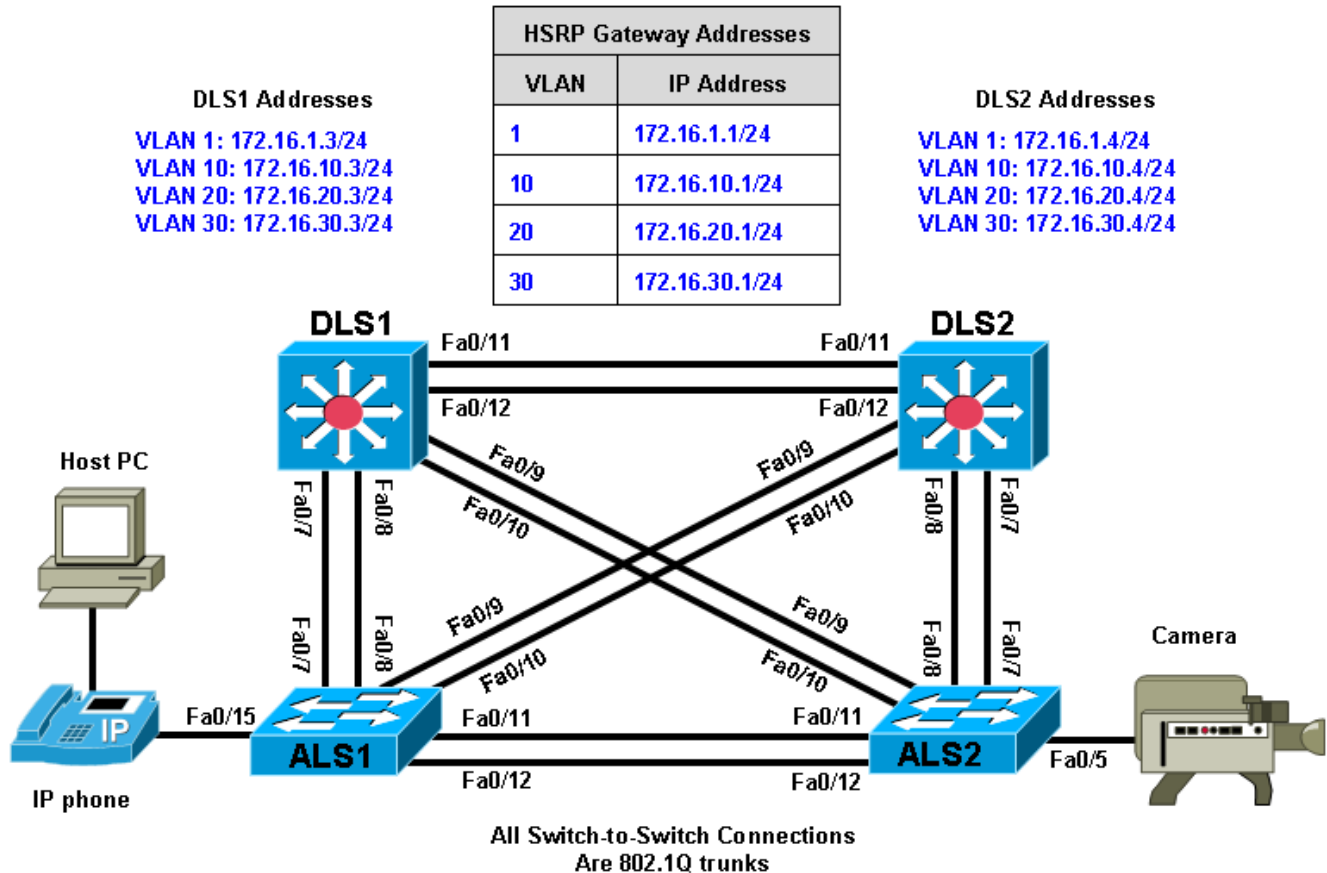 HSRP Gateway Addresses
VLAN IP Address
1 172.16.1.1/24
10 172.16.10.1/24
20 172.16.20.1/24
30 172.16.30.1/24
DLS1 Addresses
VLAN 1: 172.16.1.3/24
VLAN 10: 172.16.10.3/24
VLAN 20: 172.16.20.3/24
VLAN 30: 172.16.30.3/24
DLS2 Addresses
VLAN 1: 172.16.1.4/24
VLAN 10: 172.16.10.4/24
VLAN 20: 172.16.20.4/24
VLAN 30: 172.16.30.4/24
DLS1
DLS2
Fa0/11
Fa0/11
Fa0/12
Fa0/12
Host PC
Fa0/7
Fa0/8
Fa0/9
Fa0/10
Fa0/9
Fa0/10
Fa0/8
Fa0/7
Fa0/7
Fa0/8
Fa0/9
Fa0/10
Fa0/9
Fa0/10
Fa0/8
Fa0/7
Camera
IP
Fa0/15
ALS1
Fa0/11
Fa0/11
ALS2
Fa0/5
Fa0/12
Fa0/12
IP phone
All Switch-to-Switch Connections
Are 802.1Q trunks